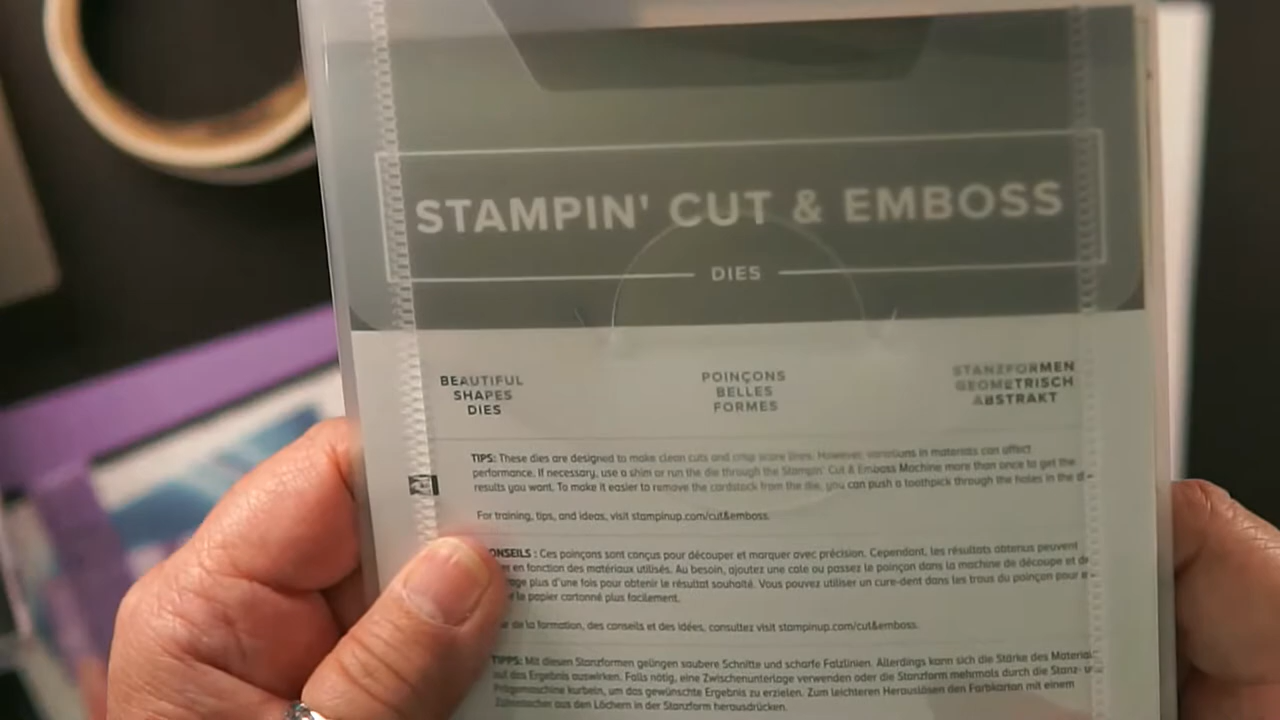 STAMPIN' CUT & EMBOSS
DIES
BEAUTIFUL
SHAPES
DIES
POINÇONS
BELLES
FORMES
STANZFORMEN
GEOMETRISCH
ABSTRAKT
TIPS: These dies are designed to make clean cuts and crisp score lines. However, variations in materials can affect
performance. If necessary, use a shim or run the die through the Stampin' Cut & Emboss Machine more than once to get the
results you want. To make it easier to remove the cardstock from the die, you can push a toothpick through the holes in the d
For training, tips, and ideas, visit stampinup.com/cut&emboss.
ONSEILS : Ces poinçons sont conçus pour découper et marquer avec précision. Cependant, les résultats obtenus peuvent
en fonction des matériaux utilisés. Au besoin, ajoutez une cale ou passez le poinçon dans la machine de découpe et
plus d'une fois pour obtenir le résultat souhaité. Vous pouvez utiliser un cure-dent dans les trous du poinçon pour
le papier cartonné plus facilement.
de la formation, des conseils et des idées, consultez visit stampinup.com/cut&emboss.
TIPPS: Mit diesen Stanzformen gelingen saubere Schnitte und scharfe Falzlinien. Allerdings kann sich die Stärke des Material
auf das Ergebnis auswirken. Falls nötig, eine Zwischenunterlage verwenden oder die Stanzform mehrmals durch die Stanz- u
Prägemaschine kurbeln, um das gewünschte Ergebnis zu erzielen. Zum leichteren Herauslösen den Farbkarton mit einem
Zahnstocher aus den Löchern in der Stanzform herausdrücken.